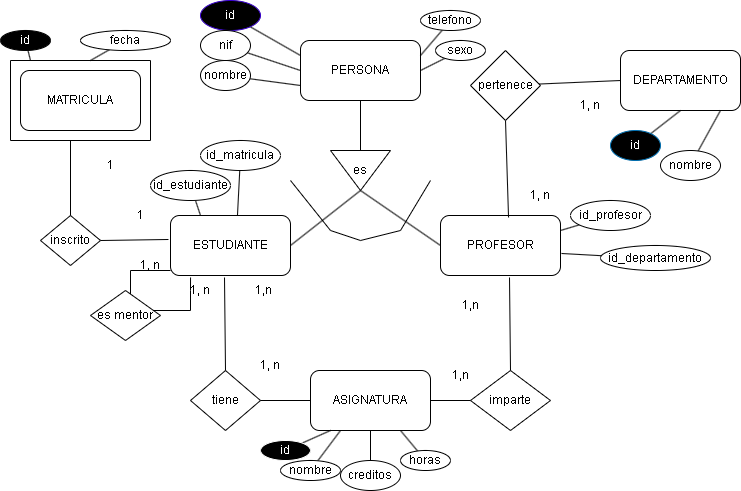 id
telefono
id
fecha
nif
sexo
nombre
PERSONA
DEPARTAMENTO
MATRICULA
pertenece
1, n
id
nombre
id_matricula
es
1
id_estudiante
1, n
1
id_profesor
inscrito
ESTUDIANTE
PROFESOR
id_departamento
1, n
1, n
1,n
1,n
es mentor
1, n
1,n
tiene
ASIGNATURA
imparte
id
nombre
creditos
horas